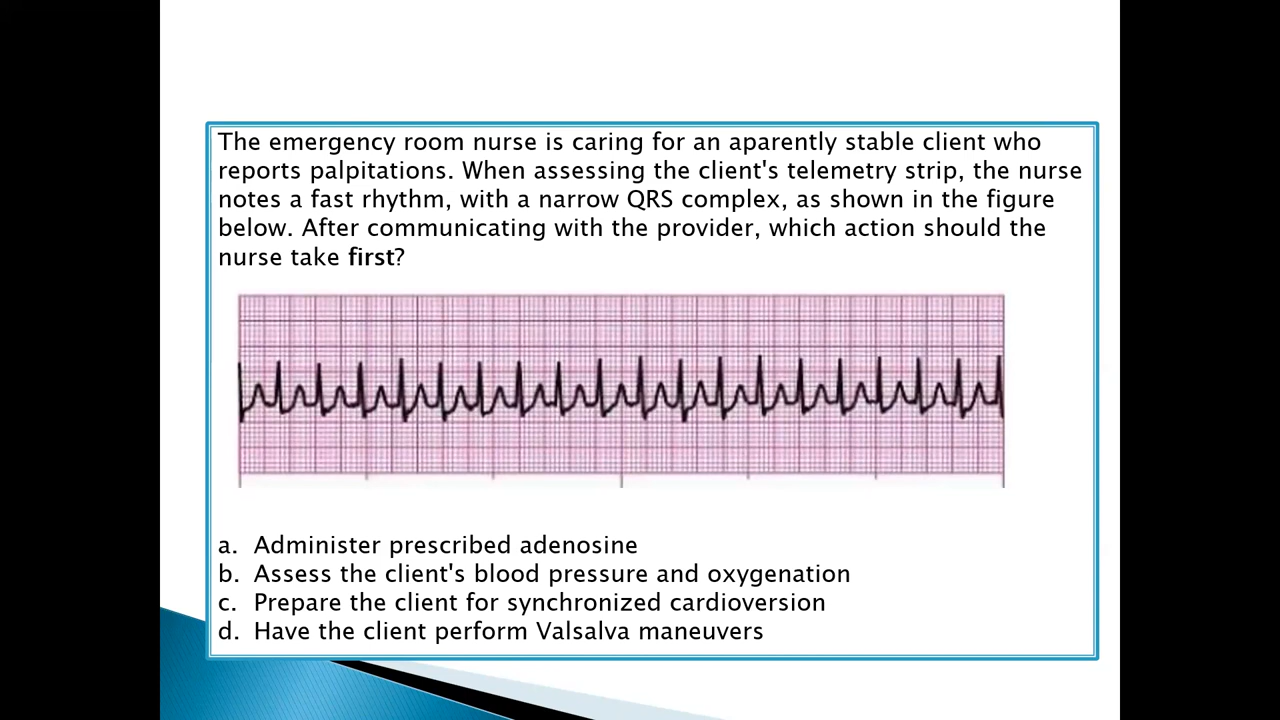 The emergency room nurse is caring for an aparently stable client who
reports palpitations. When assessing the client's telemetry strip, the nurse
notes a fast rhythm, with a narrow QRS complex, as shown in the figure
below. After communicating with the provider, which action should the
nurse take first?
a. Administer prescribed adenosine
b. Assess the client's blood pressure and oxygenation
c. Prepare the client for synchronized cardioversion
d. Have the client perform Valsalva maneuvers